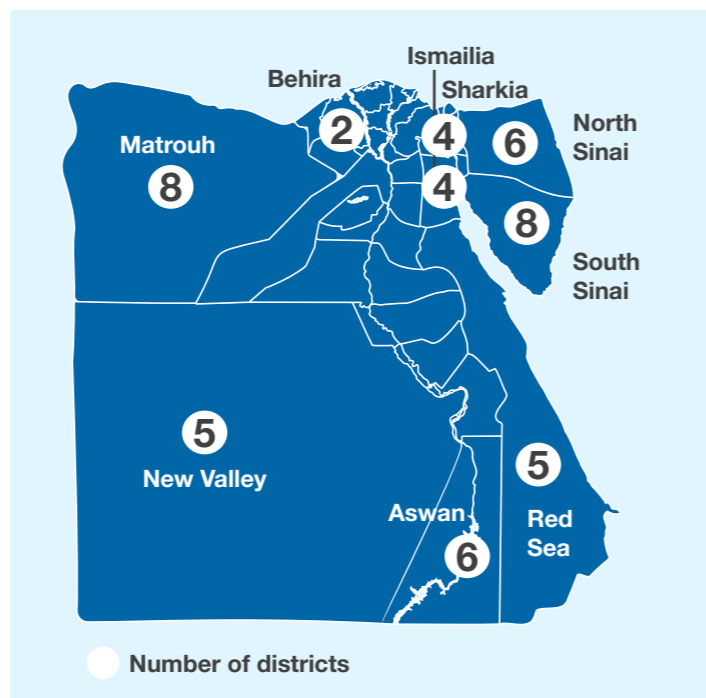 Ismailia
Behira
Sharkia
2
4
6
North
Sinai
Matrouh
8
4
8
South
Sinai
5
New Valley
5
Aswan
Red
Sea
6
Number of districts